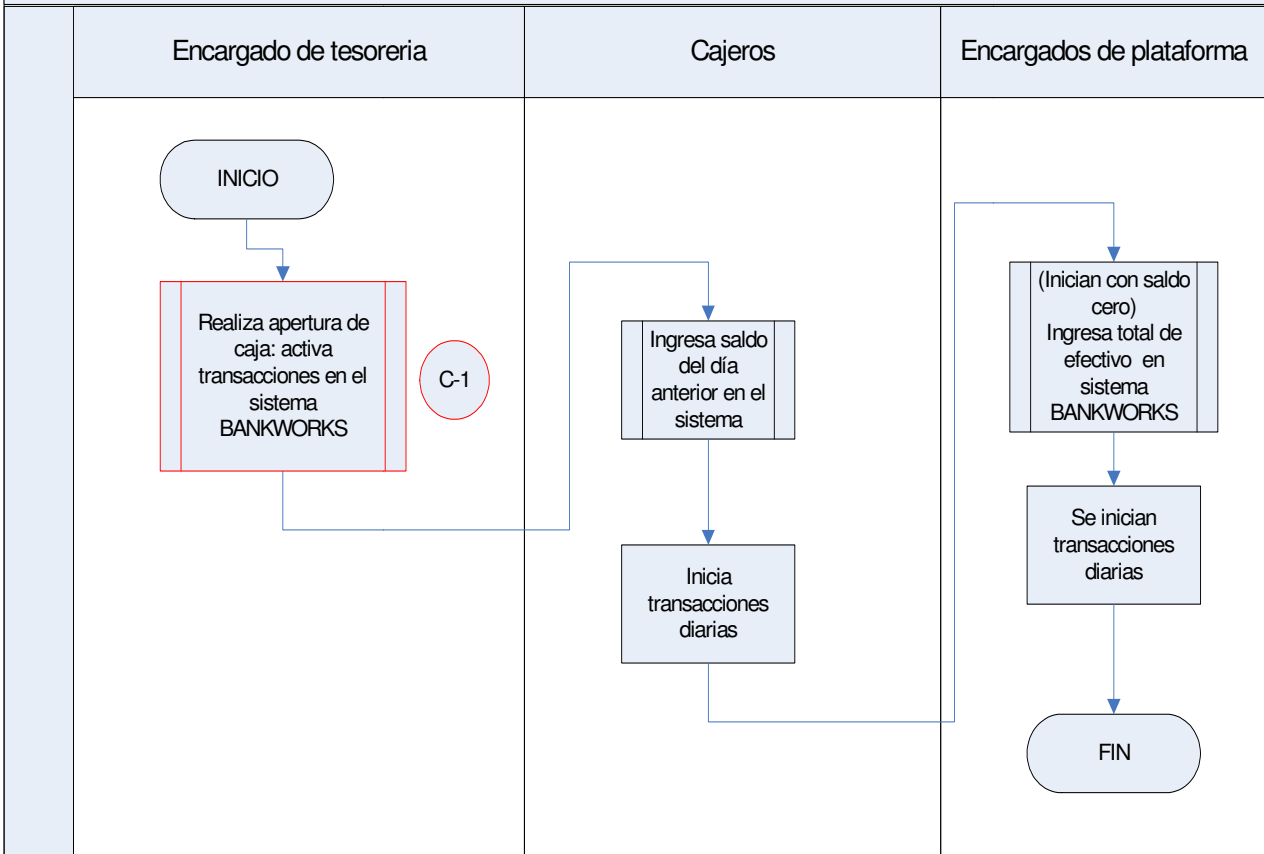 Encargado de tesoreria
Cajeros
Encargados de plataforma
INICIO
Realiza apertura de
caja: activa
transacciones en el
sistema
BANKWORKS
C-1
Ingresa saldo
del día
anterior en el
sistema
Inicia
transacciones
diarias
(Inician con saldo
cero)
Ingresa total de
efectivo en
sistema
BANKWORKS
Se inician
transacciones
diarias
FIN